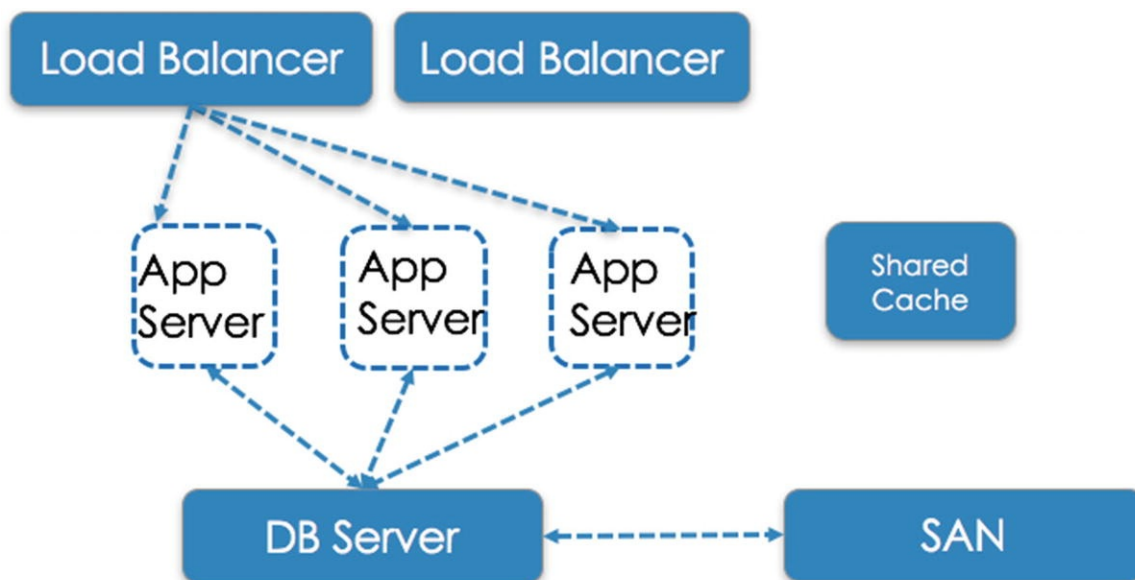 Load Balancer
Load Balancer
App
Server
App
Server
App
Server
Shared
Cache
DB Server
SAN